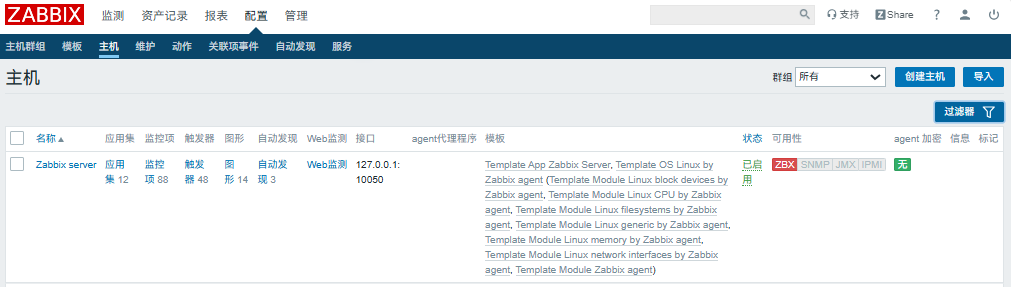 ZABBIX 监测 资产记录 报表 配置 管理 支持 Z Share ?
主机群组 模板 主机 维护 动作 关联项事件 自动发现 服务
主机 群组 所有 创建主机 导入
过滤器
名称 应用集 监控项 触发器 图形 自动发现 Web监测 接口 agent代理程序 模板 状态 可用性 agent 加密 信息 标记
Zabbix server 应用 监控 触发 图 自动发 Web监测 127.0.0.1: Template App Zabbix Server, Template OS Linux by 已启 ZBX SNMP JMX IPMI 无
集 12 项 88 器 48 形 14 现 3 10050 Zabbix agent (Template Module Linux block devices by 用
Zabbix agent, Template Module Linux CPU by Zabbix
agent, Template Module Linux filesystems by Zabbix
agent, Template Module Linux generic by Zabbix agent,
Template Module Linux memory by Zabbix agent,
Template Module Linux network interfaces by Zabbix
agent, Template Module Zabbix agent)